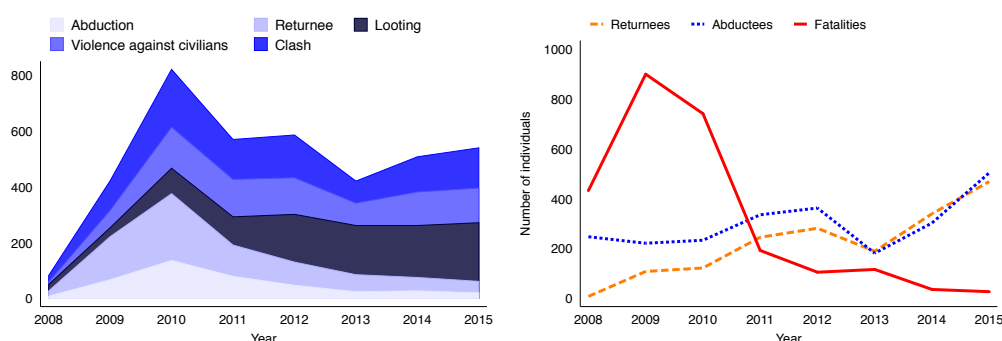 Abduction
Returnee
Looting
Violence against civilians
Clash
800
600
400
200
0
2008 2009 2010 2011 2012 2013 2014 2015
Year
Returnees
Abductees
Fatalities
Number of individuals
1000
800
600
400
200
0
2008 2009 2010 2011 2012 2013 2014 2015
Year